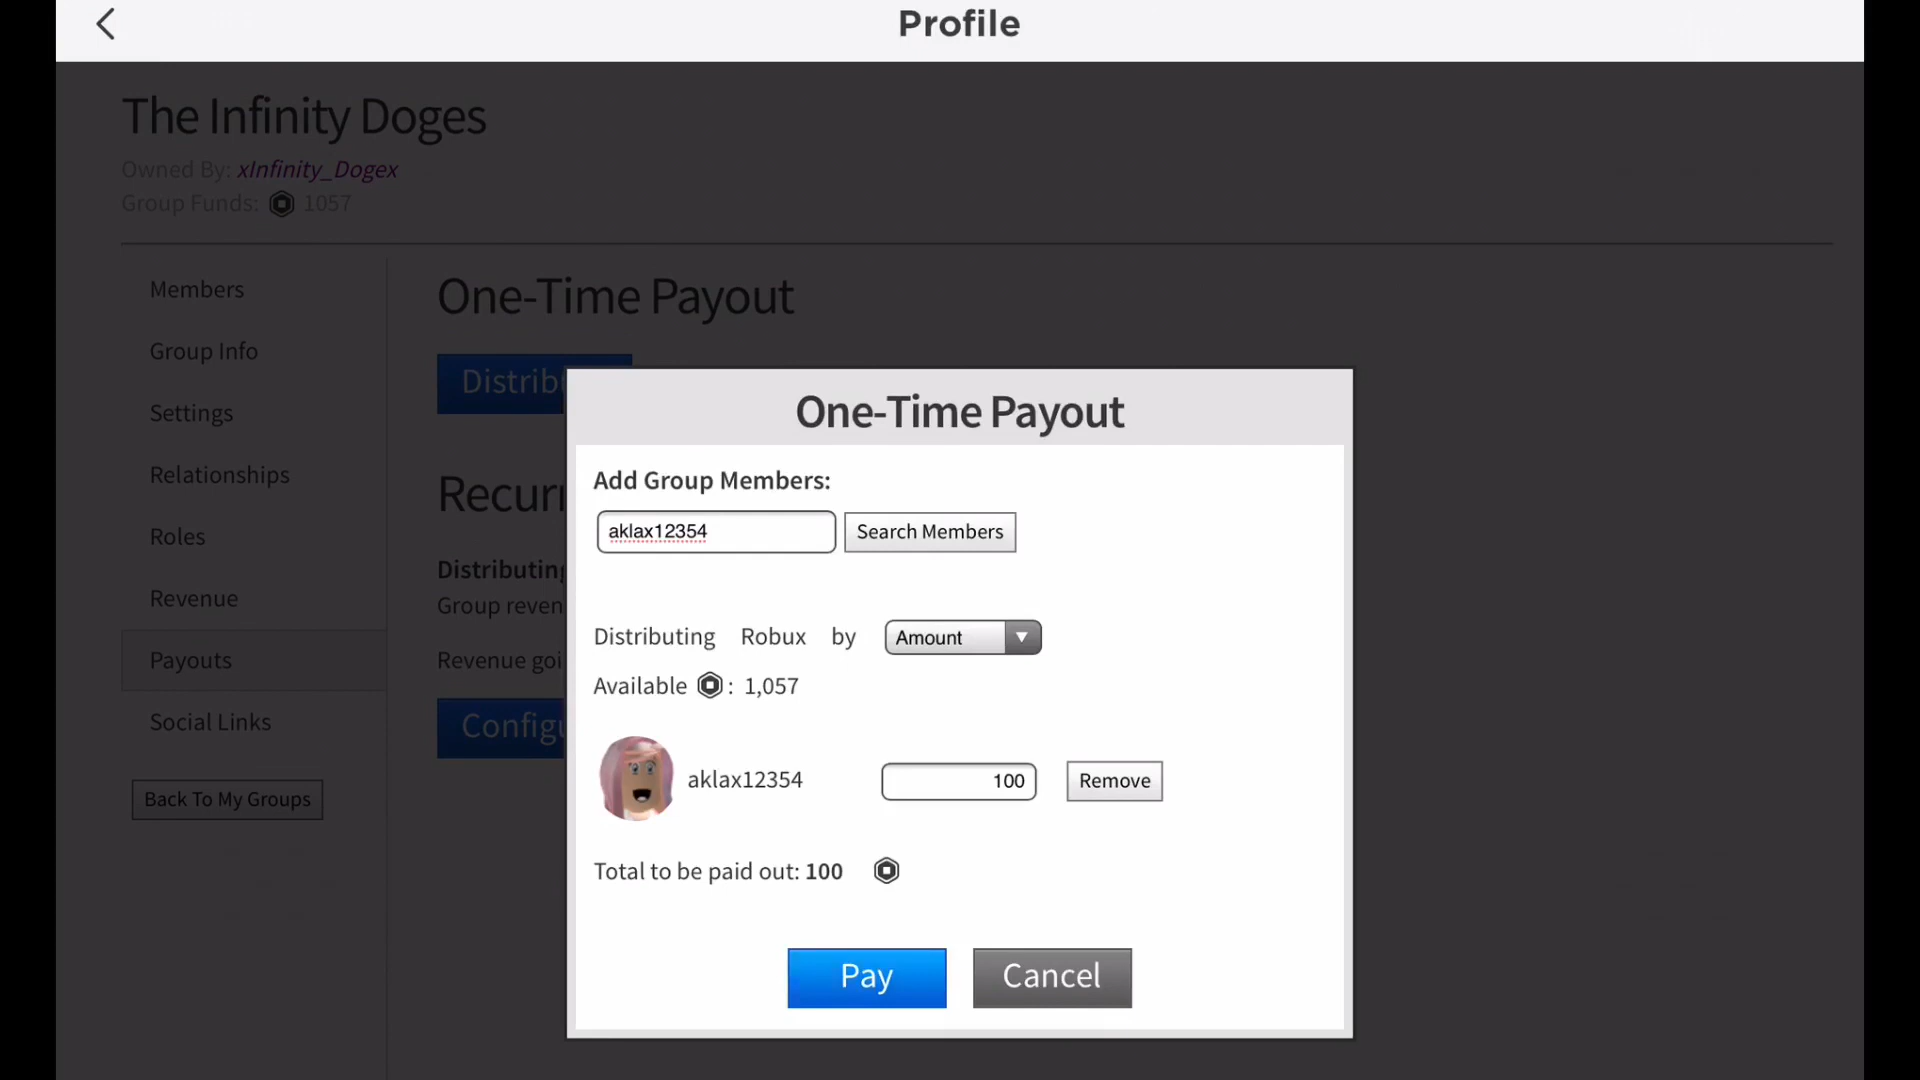 Profile
The Infinity Doges
Owned By: xInfinity_Dogex
Group Funds: 1057
Members
Group Info
Settings
Relationships
Roles
Revenue
Payouts
Social Links
Back To My Groups
One-Time Payout
Distrib
Recurr
Distributing
Group reven
Revenue goi
Config
One-Time Payout
Add Group Members:
aklax12354 Search Members
Distributing Robux by Amount
Available : 1,057
aklax12354 100 Remove
Total to be paid out: 100
Pay Cancel